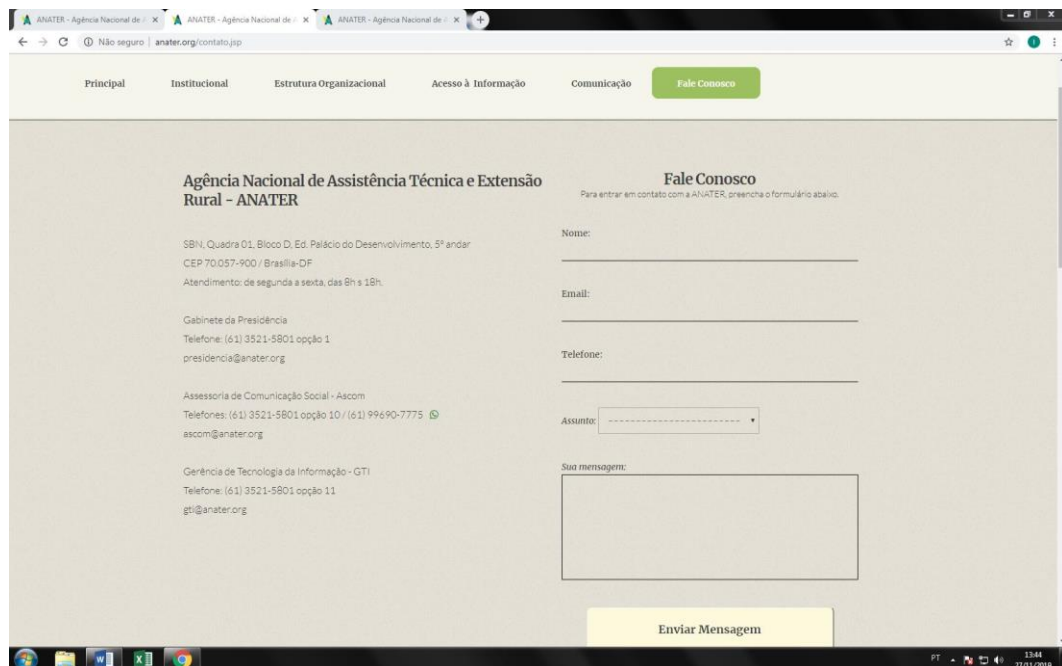 ANATER - Agência Nacional de A
ANATER - Agência Nacional de A
ANATER - Agência Nacional de A
Não seguro | anater.org/contato.jsp
Principal
Institucional
Estrutura Organizacional
Acesso à Informação
Comunicação
Fale Conosco
Agência Nacional de Assistência Técnica e Extensão
Rural - ANATER
SBN, Quadra 01, Bloco D, Ed. Palácio do Desenvolvimento, 5º andar
CEP 70.057-900 / Brasília-DF
Atendimento: de segunda a sexta, das 8h s 18h.
Gabinete da Presidência
Telefone: (61) 3521-5801 opção 1
presidencia@anater.org
Assessoria de Comunicação Social - Ascom
Telefones: (61) 3521-5801 opção 10 / (61) 99690-7775
ascom@anater.org
Gerência de Tecnologia da Informação - GTI
Telefone: (61) 3521-5801 opção 11
gti@anater.org
Fale Conosco
Para entrar em contato com a ANATER, preencha o formulário abaixo.
Nome:
Email:
Telefone:
Assunto: ------------------------
Sua mensagem:
Enviar Mensagem
PT
13:44